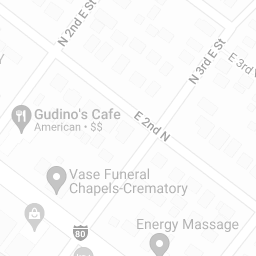 N 2nd E St
N 3rd E St
E 3rd
Gudino's Cafe
American • $$
E 2nd N
Vase Funeral
Chapels-Crematory
80
Energy Massage